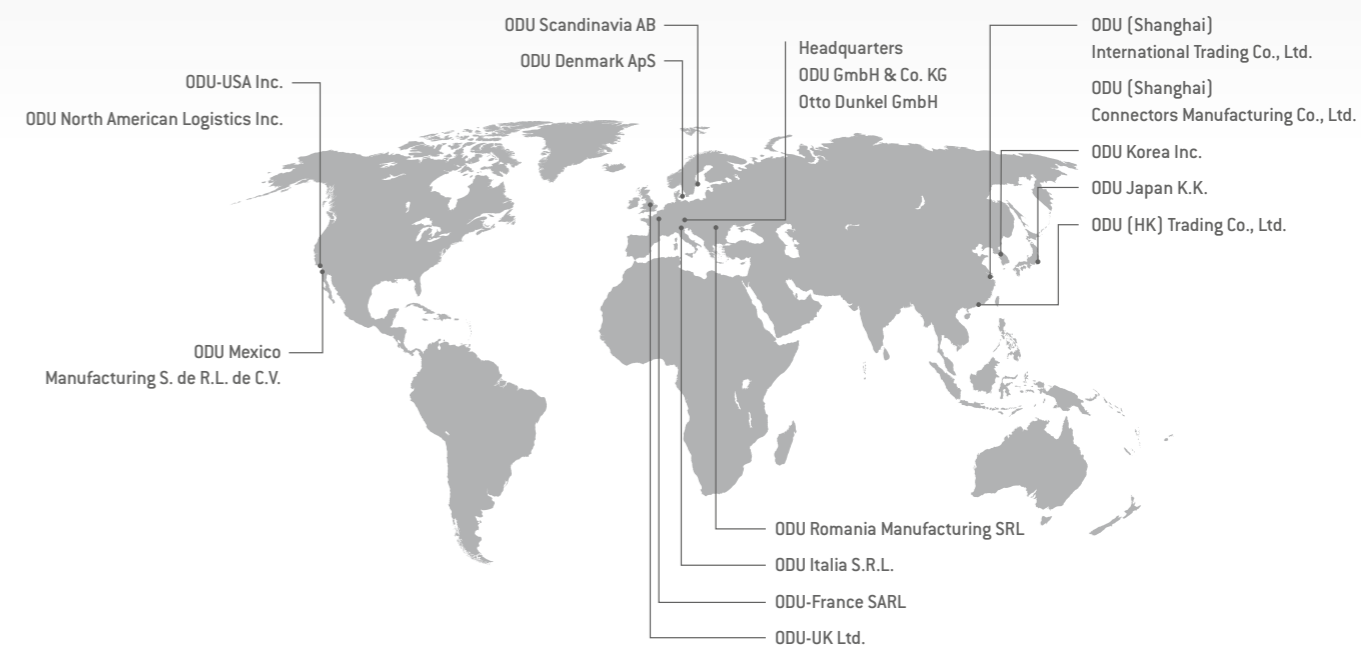 ODU Scandinavia AB
ODU Denmark ApS
ODU-USA Inc.
ODU North American Logistics Inc.
ODU Mexico
Manufacturing S. de R.L. de C.V.
Headquarters
ODU GmbH & Co. KG
Otto Dunkel GmbH
ODU (Shanghai)
International Trading Co., Ltd.
ODU (Shanghai)
Connectors Manufacturing Co., Ltd.
ODU Korea Inc.
ODU Japan K.K.
ODU (HK) Trading Co., Ltd.
ODU Romania Manufacturing SRL
ODU Italia S.R.L.
ODU-France SARL
ODU-UK Ltd.